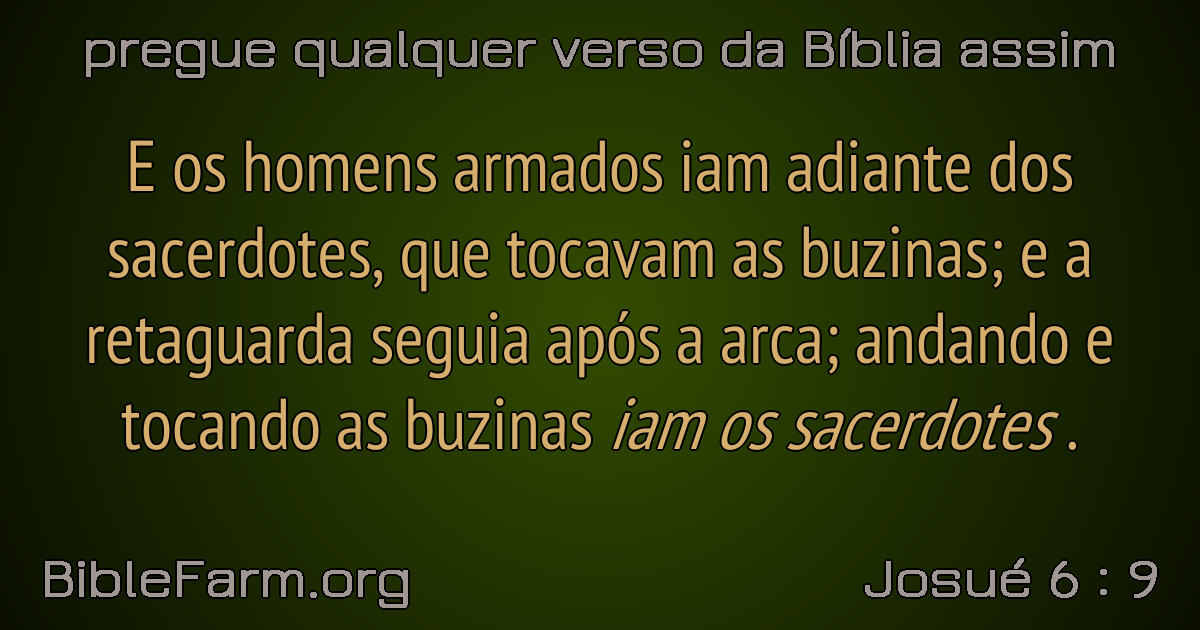 pregue qualquer verso da Bíblia assim
E os homens armados iam adiante dos
sacerdotes, que tocavam as buzinas; e a
retaguarda seguia após a arca; andando e
tocando as buzinas iam os sacerdotes .
BibleFarm.org
Josué 6 : 9